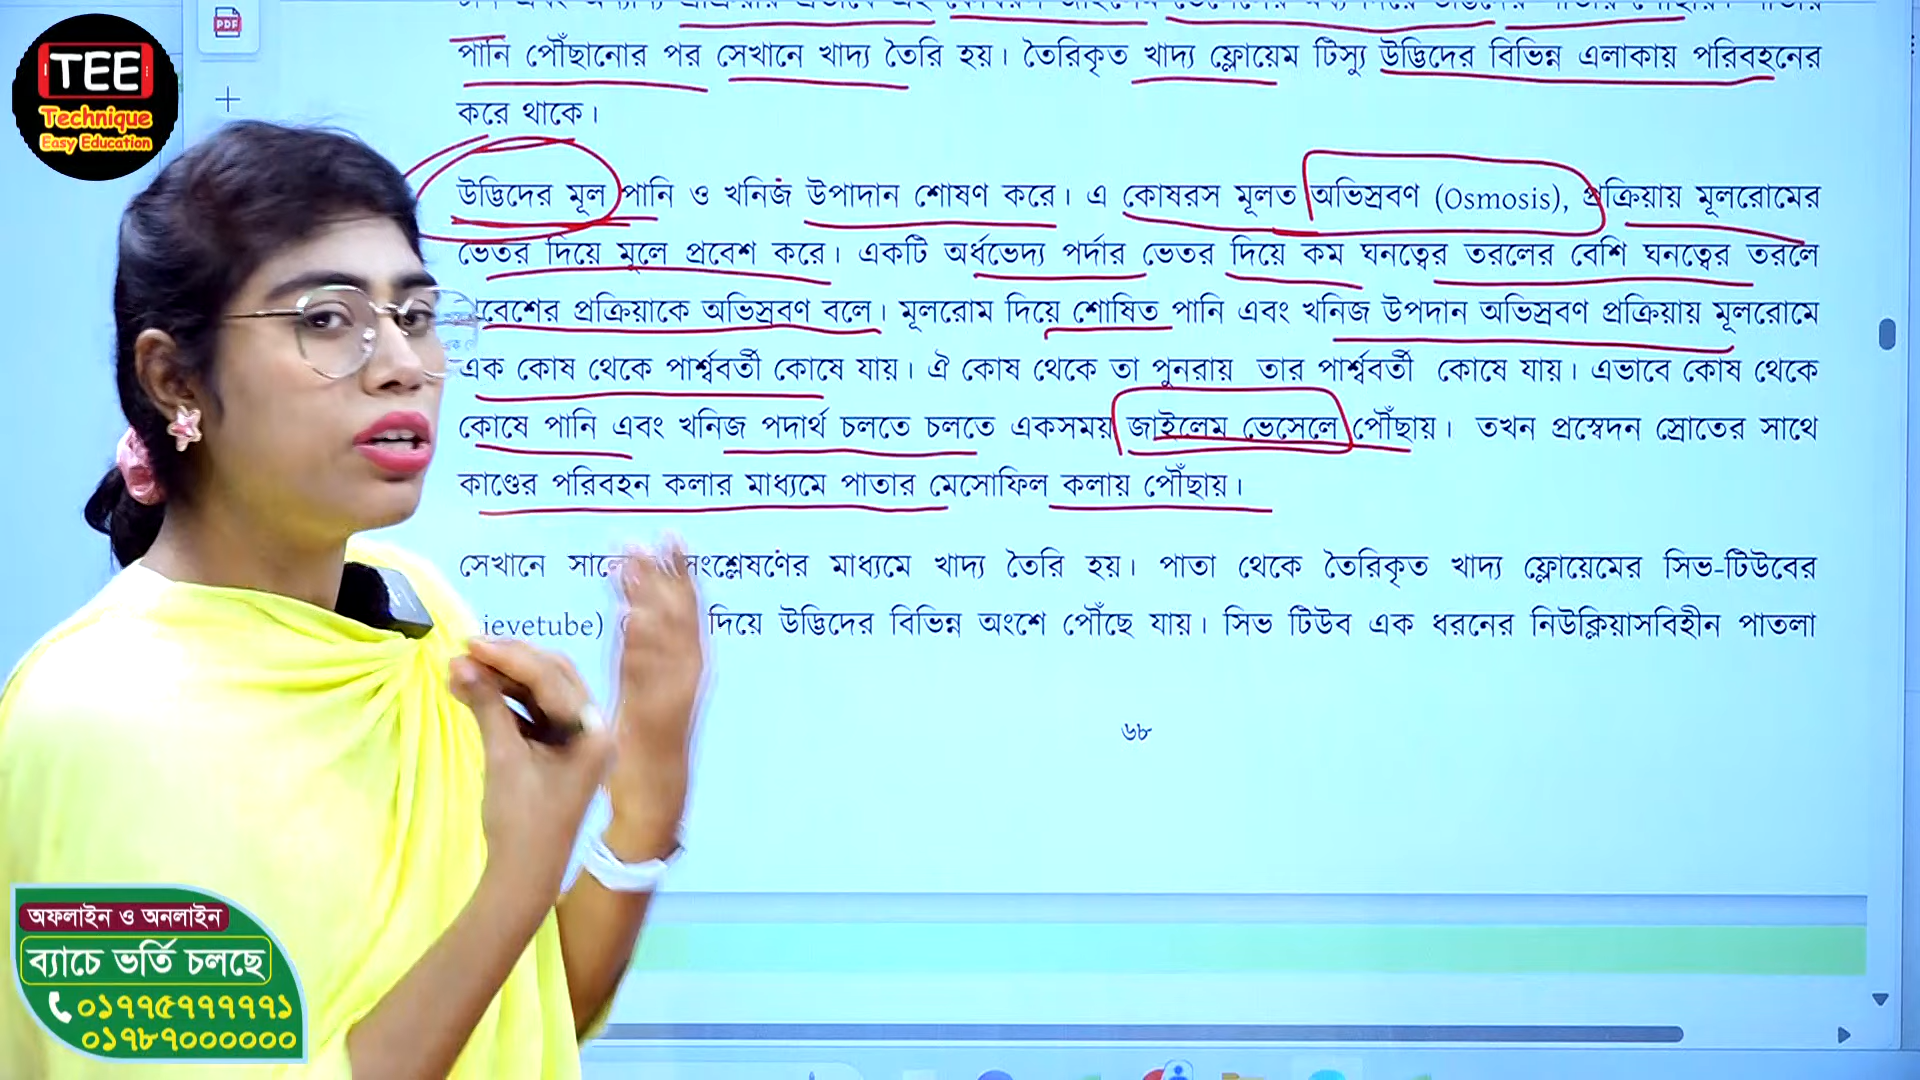 TEE
Technique
Easy Education
PDF
পানি পৌঁছানোর পর সেখানে খাদ্য তৈরি হয়। তৈরিকৃত খাদ্য ফ্লোয়েম টিস্যু উদ্ভিদের বিভিন্ন এলাকায় পরিবহনের
করে থাকে।
উদ্ভিদের মূল পানি ও খনিজ উপাদান শোষণ করে। এ কোষরস মূলত অভিস্রবণ (Osmosis), প্রক্রিয়ায় মূলরোমের
ভেতর দিয়ে মুলে প্রবেশ করে। একটি অর্ধভেদ্য পর্দার ভেতর দিয়ে কম ঘনত্বের তরলের বেশি ঘনত্বের তরলে
বেশের প্রক্রিয়াকে অভিস্রবণ বলে। মূলরোম দিয়ে শোষিত পানি এবং খনিজ উপদান অভিস্রবণ প্রক্রিয়ায় মূলরোমে
এক কোষ থেকে পার্শ্ববর্তী কোষে যায়। ঐ কোষ থেকে তা পুনরায় তার পার্শ্ববর্তী কোষে যায়। এভাবে কোষ থেকে
কোষে পানি এবং খনিজ পদার্থ চলতে চলতে একসময় জাইলেম ভেসেলে পৌঁছায়। তখন প্রস্বেদন স্রোতের সাথে
কাণ্ডের পরিবহন কলার মাধ্যমে পাতার মেসোফিল কলায় পৌঁছায়।
সেখানে সংশ্লেষণের মাধ্যমে খাদ্য তৈরি হয়। পাতা থেকে তৈরিকৃত খাদ্য ফ্লোয়েমের সিভ-টিউবের
ievetube) দিয়ে উদ্ভিদের বিভিন্ন অংশে পৌঁছে যায়। সিভ টিউব এক ধরনের নিউক্লিয়াসবিহীন পাতলা
৬৮
অফলাইন ও অনলাইন
ব্যাচে ভর্তি চলছে
০১৭৭৫৭৭৭৭৭১
০১৭৮৭০০০০০০